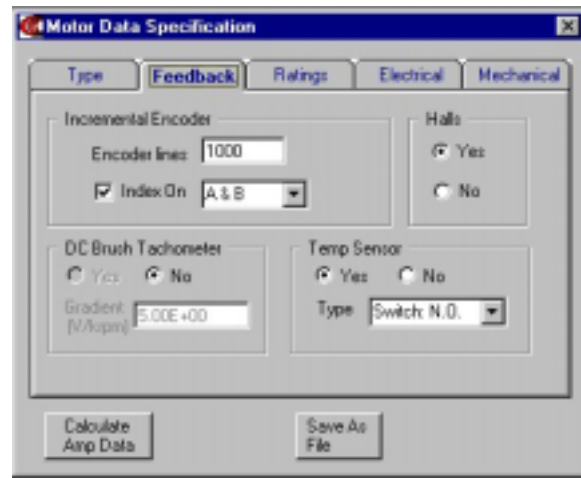 Motor Data Specification
Type Feedback Ratings Electrical Mechanical
Incremental Encoder
Encoder lines 1000
Index On A & B
Halls
Yes
No
DC Brush Tachometer
Yes No
Gradient
(V/krpm) 5.00E+00
Temp Sensor
Yes No
Type Switch: N.O.
Calculate
Amp Data
Save As
File